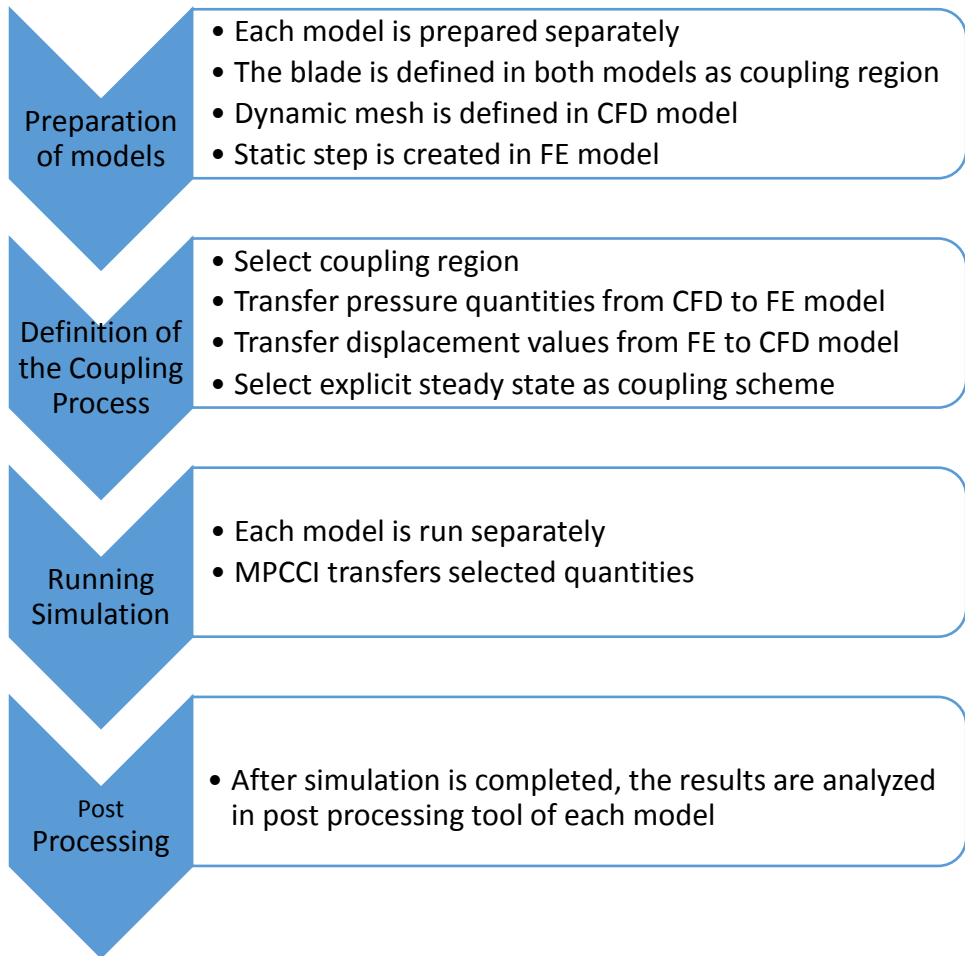 Preparation
of models
• Each model is prepared separately
• The blade is defined in both models as coupling region
• Dynamic mesh is defined in CFD model
• Static step is created in FE model
Definition of
the Coupling
Process
• Select coupling region
• Transfer pressure quantities from CFD to FE model
• Transfer displacement values from FE to CFD model
• Select explicit steady state as coupling scheme
Running
Simulation
• Each model is run separately
• MPCCI transfers selected quantities
Post
Processing
• After simulation is completed, the results are analyzed
in post processing tool of each model